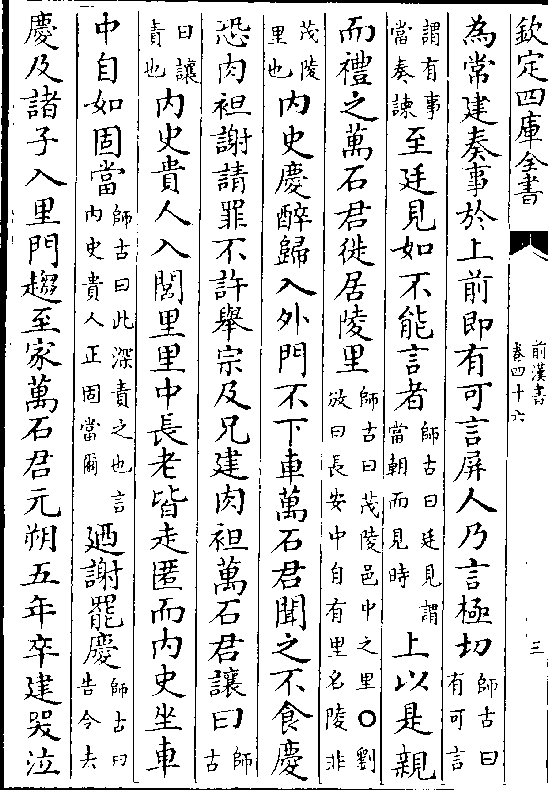 欽定四庫全書
前漢書
卷四十六
三
為常建奏事於上前即有可言屏人乃言極切師古曰有可言
謂有事當奏諫至廷見如不能言者師古曰廷見謂當朝而見時上以是親
而禮之萬石君徙居陵里師古曰茂陵邑中之里○劉攽曰長安中自有里名陵非
茂陵里也内史慶醉歸入外門不下車萬石君聞之不食慶
恐肉袒謝請罪不許舉宗及兄建肉袒萬石君讓曰師古
曰讓責也内史貴人入閭里里中長老皆走匿而内史坐車
中自如固當師古曰此深責之也言内史貴人正固當爾迺謝罷慶師古曰告令去
慶及諸子入里門趨至家萬石君元朔五年卒建哭泣